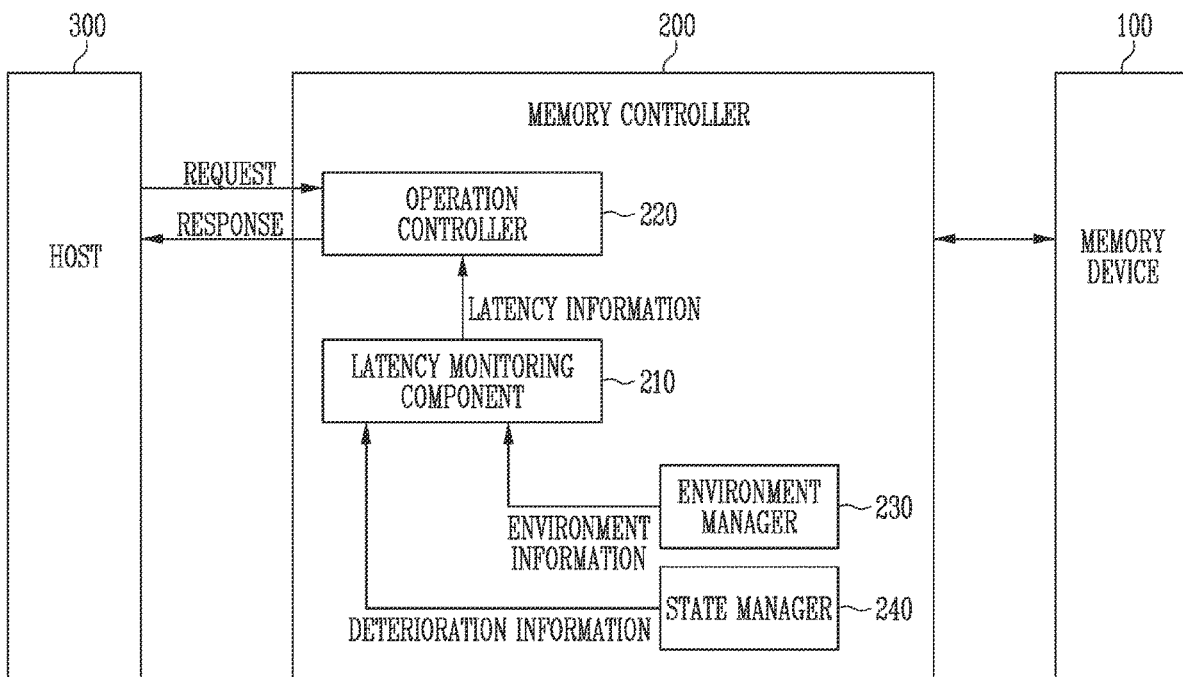 300
200
100
MEMORY CONTROLLER
REQUEST
RESPONSE
OPERATION
CONTROLLER
220
HOST
MEMORY
DEVICE
LATENCY INFORMATION
LATENCY MONITORING
COMPONENT
210
ENVIRONMENT
MANAGER
230
ENVIRONMENT
INFORMATION
STATE MANAGER
240
DETERIORATION INFORMATION